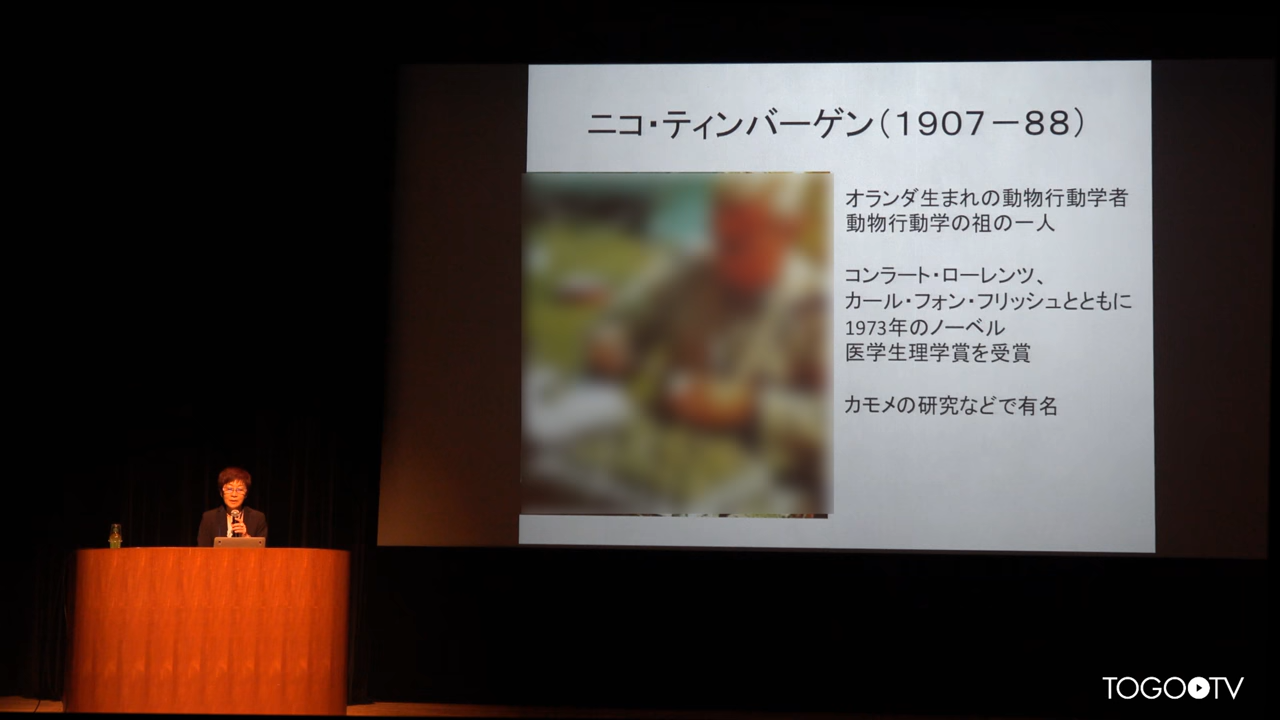 ニコ・ティンバーゲン（１９０７－８８）
オランダ生まれの動物行動学者
動物行動学の祖の一人
コンラート・ローレンツ、
カール・フォン・フリッシュとともに
1973年のノーベル
医学生理学賞を受賞
カモメの研究などで有名
TOGOTV